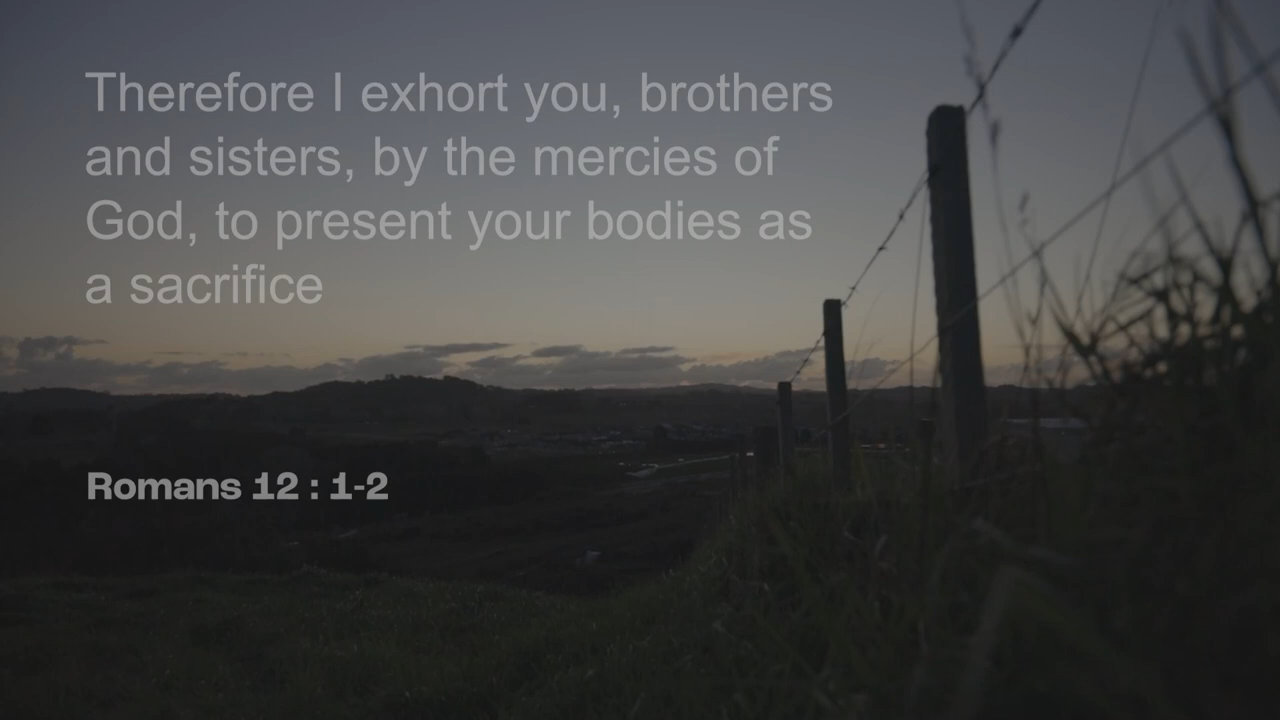 Therefore I exhort you, brothers
and sisters, by the mercies of
God, to present your bodies as
a sacrifice
Romans 12 : 1-2